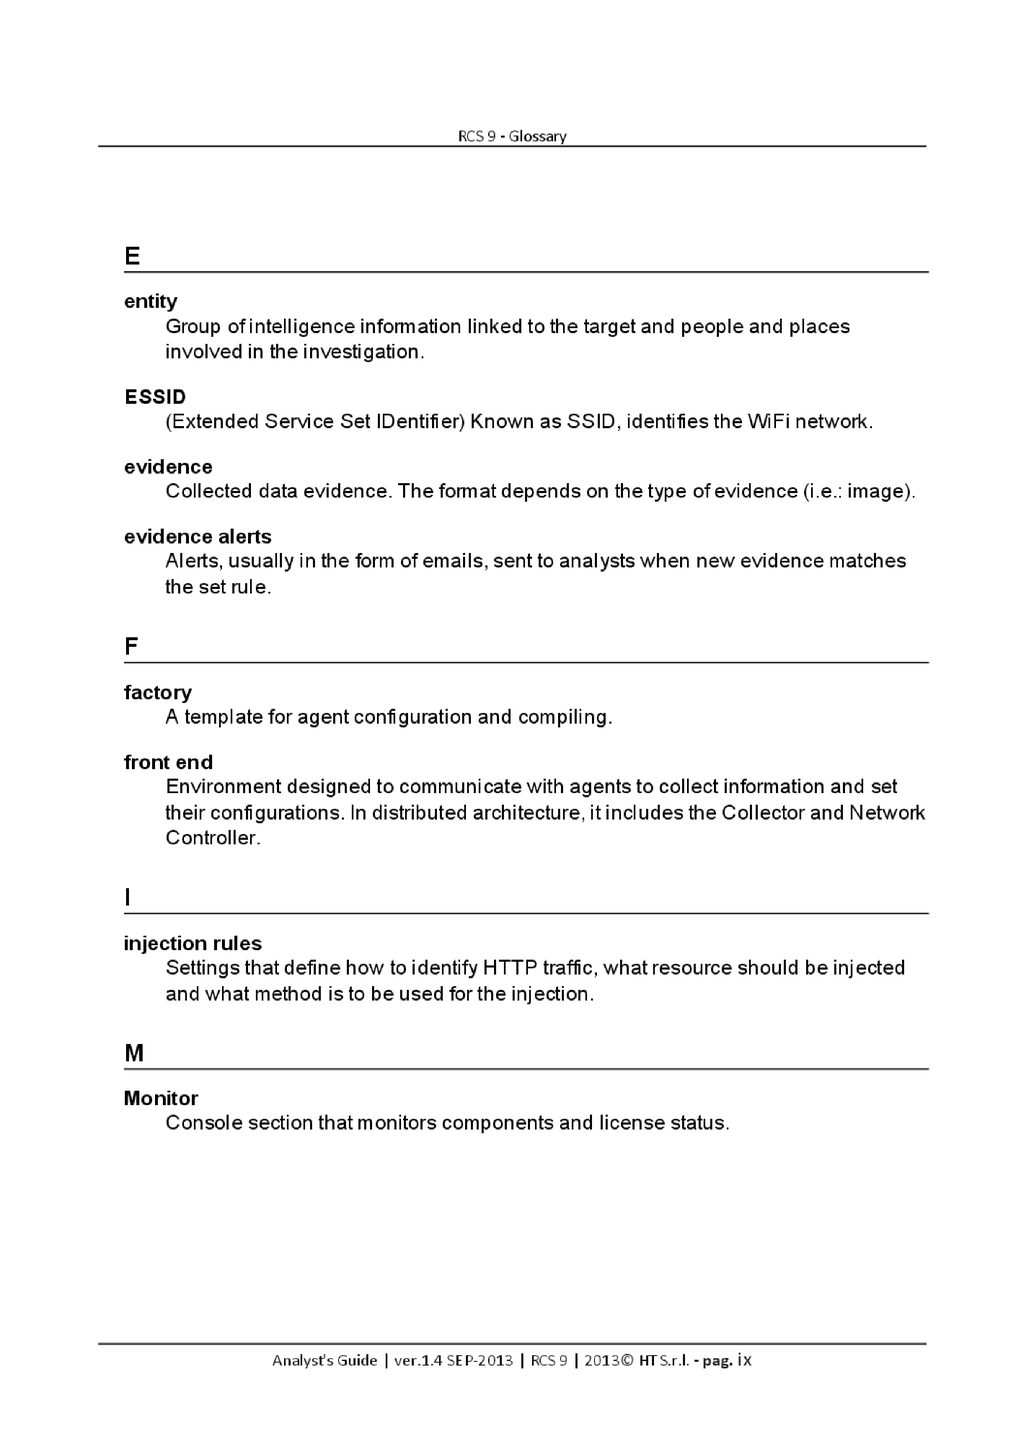 RCS 9 - Glossary
E
entity
Group of intelligence information linked to the target and people and places
involved in the investigation.
ESSID
(Extended Service Set IDentifier) Known as SSID, identifies the WiFi network.
evidence
Collected data evidence. The format depends on the type of evidence (i.e.: image).
evidence alerts
Alerts, usually in the form of emails, sent to analysts when new evidence matches
the set rule.
F
factory
A template for agent configuration and compiling.
front end
Environment designed to communicate with agents to collect information and set
their configurations. In distributed architecture, it includes the Collector and Network
Controller.
I
injection rules
Settings that define how to identify HTTP traffic, what resource should be injected
and what method is to be used for the injection.
M
Monitor
Console section that monitors components and license status.
Analyst's Guide | ver.1.4 SEP-2013 | RCS 9 | 2013© HT S.r.l. - pag. ix